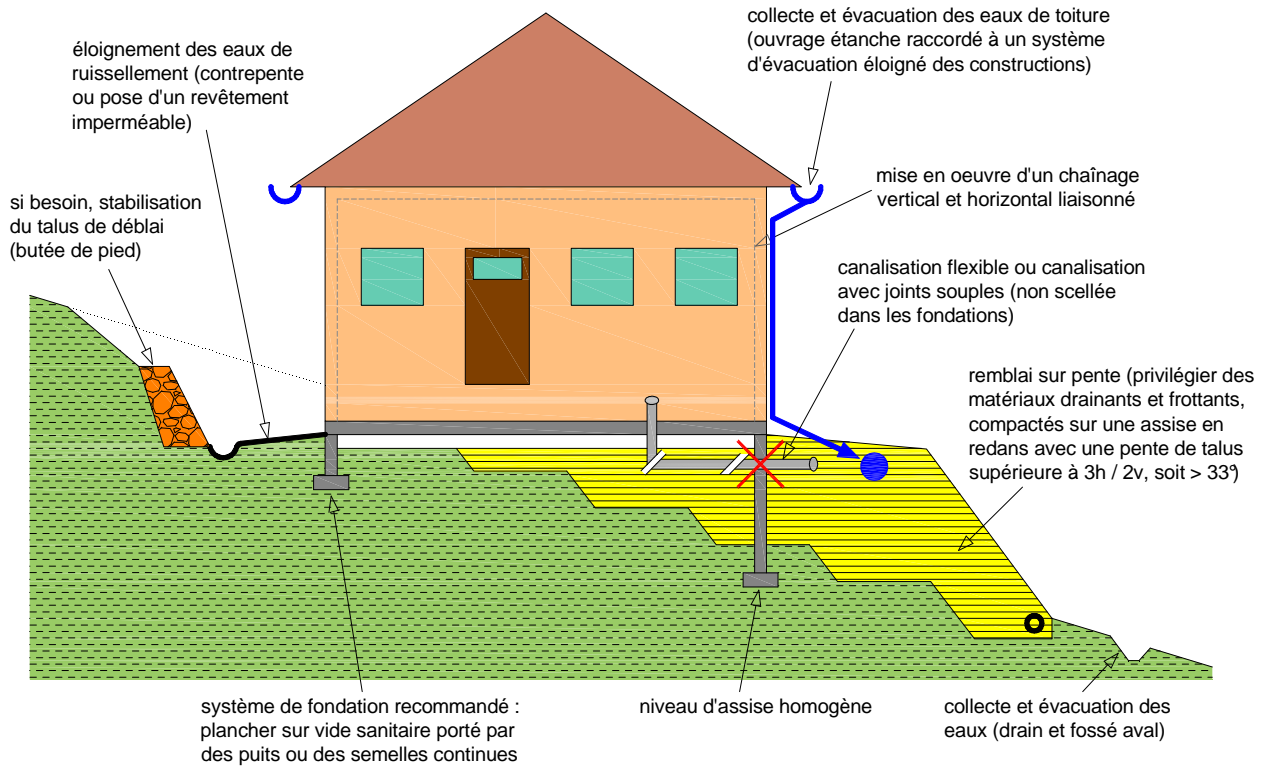 collecte et évacuation des eaux de toiture
(ouvrage étanche raccordé à un système
d'évacuation éloigné des constructions)
éloignement des eaux de
ruissellement (contrepente
ou pose d'un revêtement
imperméable)
mise en oeuvre d'un chaînage
vertical et horizontal liaisonné
si besoin, stabilisation
du talus de déblai
(butée de pied)
canalisation flexible ou canalisation
avec joints souples (non scellée
dans les fondations)
remblai sur pente (privilégier des
matériaux drainants et frottants,
compactés sur une assise en
redans avec une pente de talus
supérieure à 3h / 2v, soit > 33°)
système de fondation recommandé :
plancher sur vide sanitaire porté par
des puits ou des semelles continues
niveau d'assise homogène
collecte et évacuation des
eaux (drain et fossé aval)